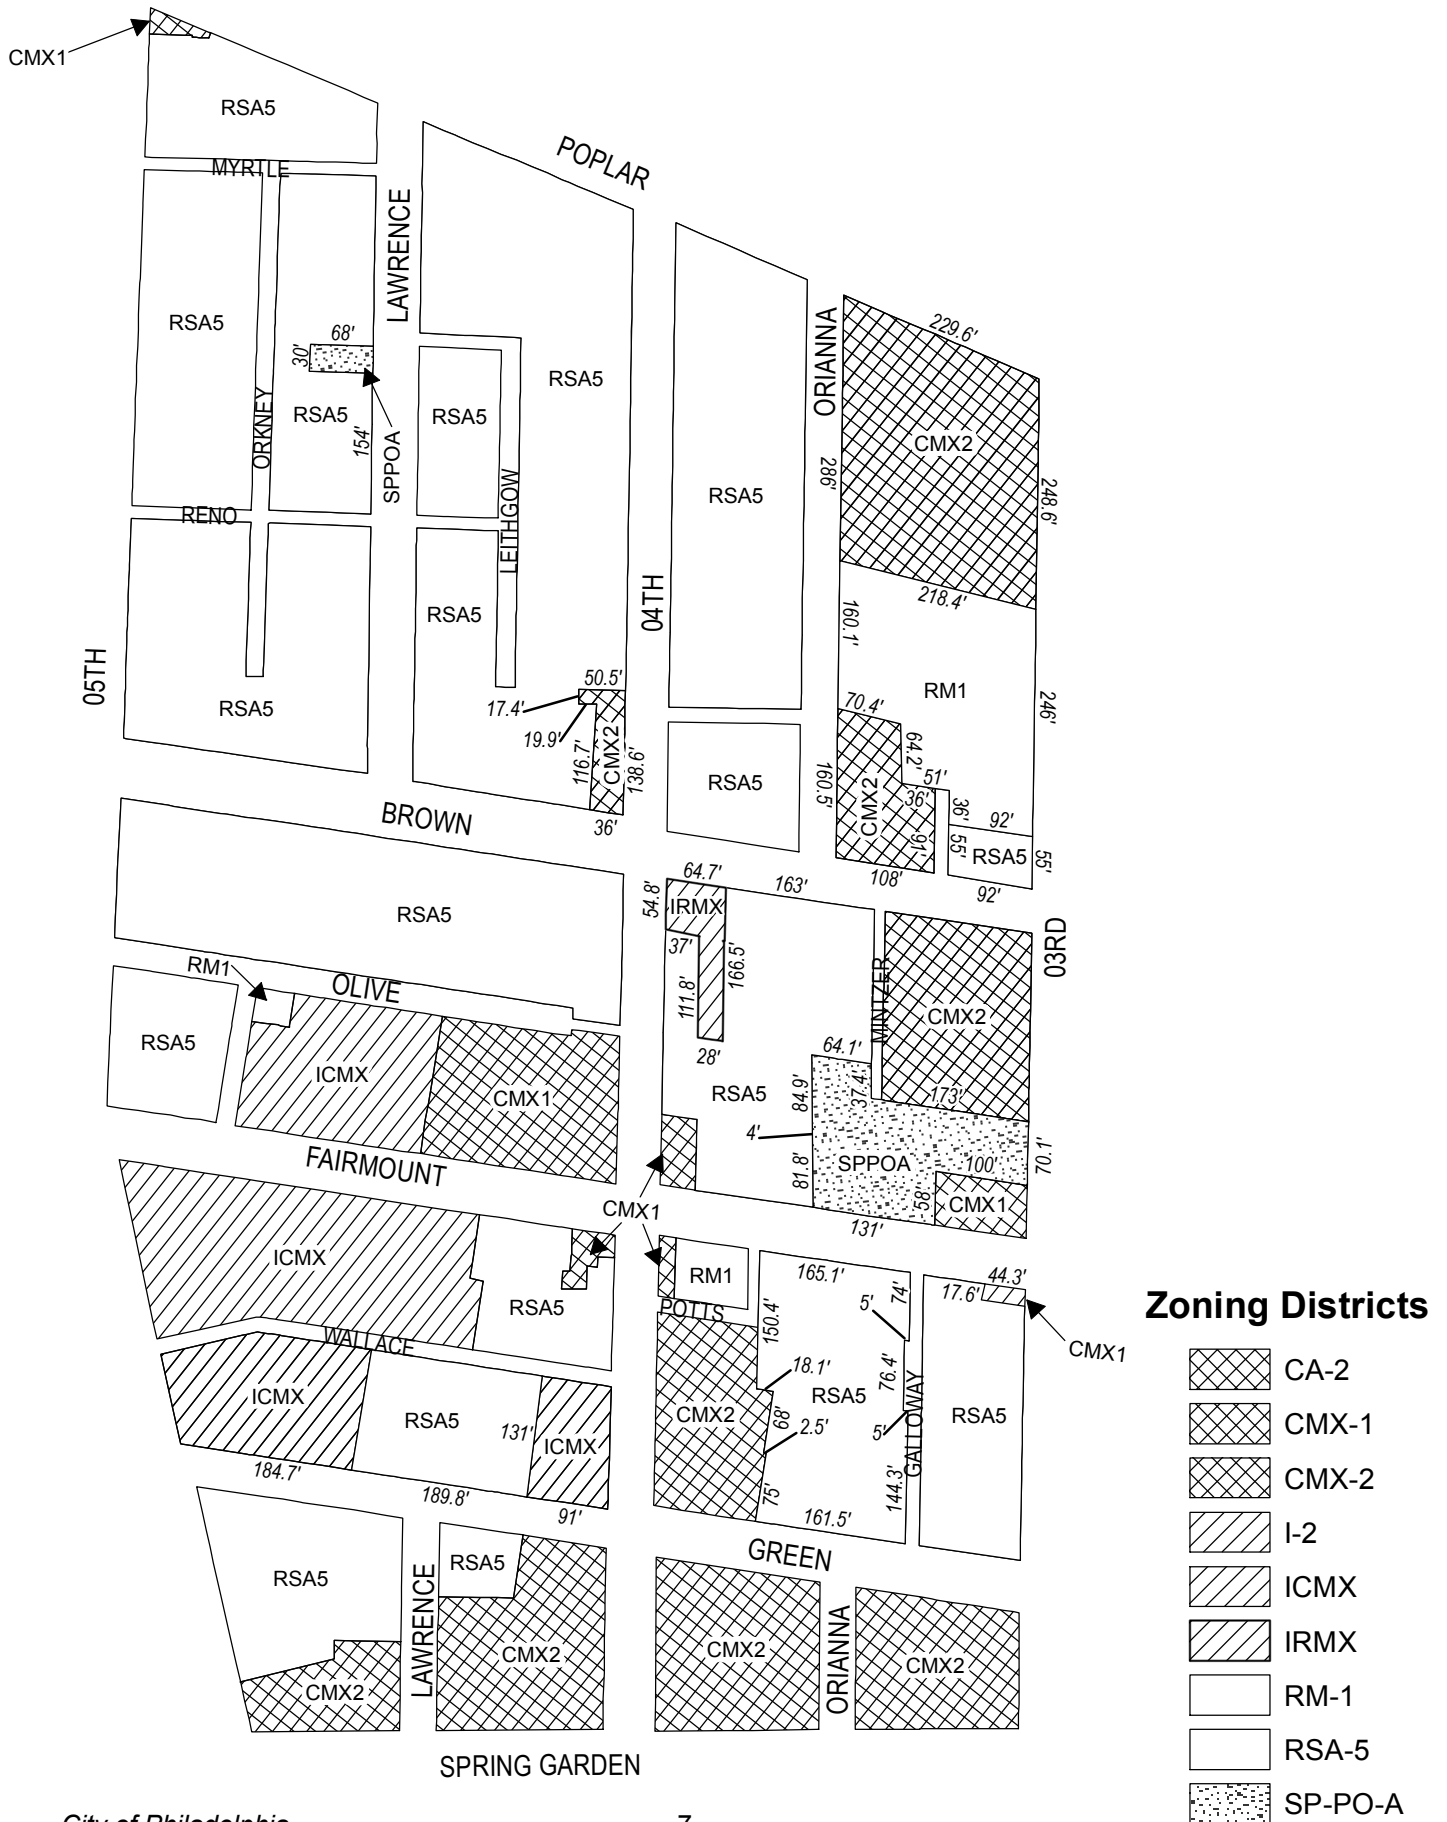 CMX1
RSA5
MYRTLE
POPLAR
LAWRENCE
RSA5
68'
30'
RSA5
154'
SPPOA
ORKNEY
RENO
RSA5
RSA5
LEITHGOW
RSA5
RSA5
05TH
50.5'
17.4'
19.9'
116.7'
CMX2
138.6'
36'
04TH
RSA5
RSA5
ORIANNA
229.6'
CMX2
286'
248.6'
218.4'
160.1'
RM1
246'
70.4'
64.2'
51'
36'
160.5'
CMX2
91'
36'
92'
55'
RSA5
55'
108'
92'
BROWN
RSA5
64.7'
163'
54.8'
IRMX
37'
166.5'
111.8'
28'
03RD
MINTZER
CMX2
RM1
OLIVE
RSA5
ICMX
CMX1
RSA5
64.1'
37.4'
84.9'
173'
4'
SPPOA
81.8'
70.1'
100'
58'
CMX1
131'
FAIRMOUNT
CMX1
ICMX
RSA5
WALLACE
RM1
POTTS
165.1'
74'
5'
150.4'
44.3'
17.6'
CMX1
ICMX
RSA5
131'
ICMX
CMX2
18.1'
RSA5
76.4'
68'
2.5'
5'
GALLOWAY
RSA5
184.7'
189.8'
91'
75'
144.3'
161.5'
GREEN
RSA5
LAWRENCE
RSA5
CMX2
CMX2
CMX2
ORIANNA
CMX2
SPRING GARDEN
Zoning Districts
CA-2
CMX-1
CMX-2
I-2
ICMX
IRMX
RM-1
RSA-5
SP-PO-A
City of Philadelphia
7